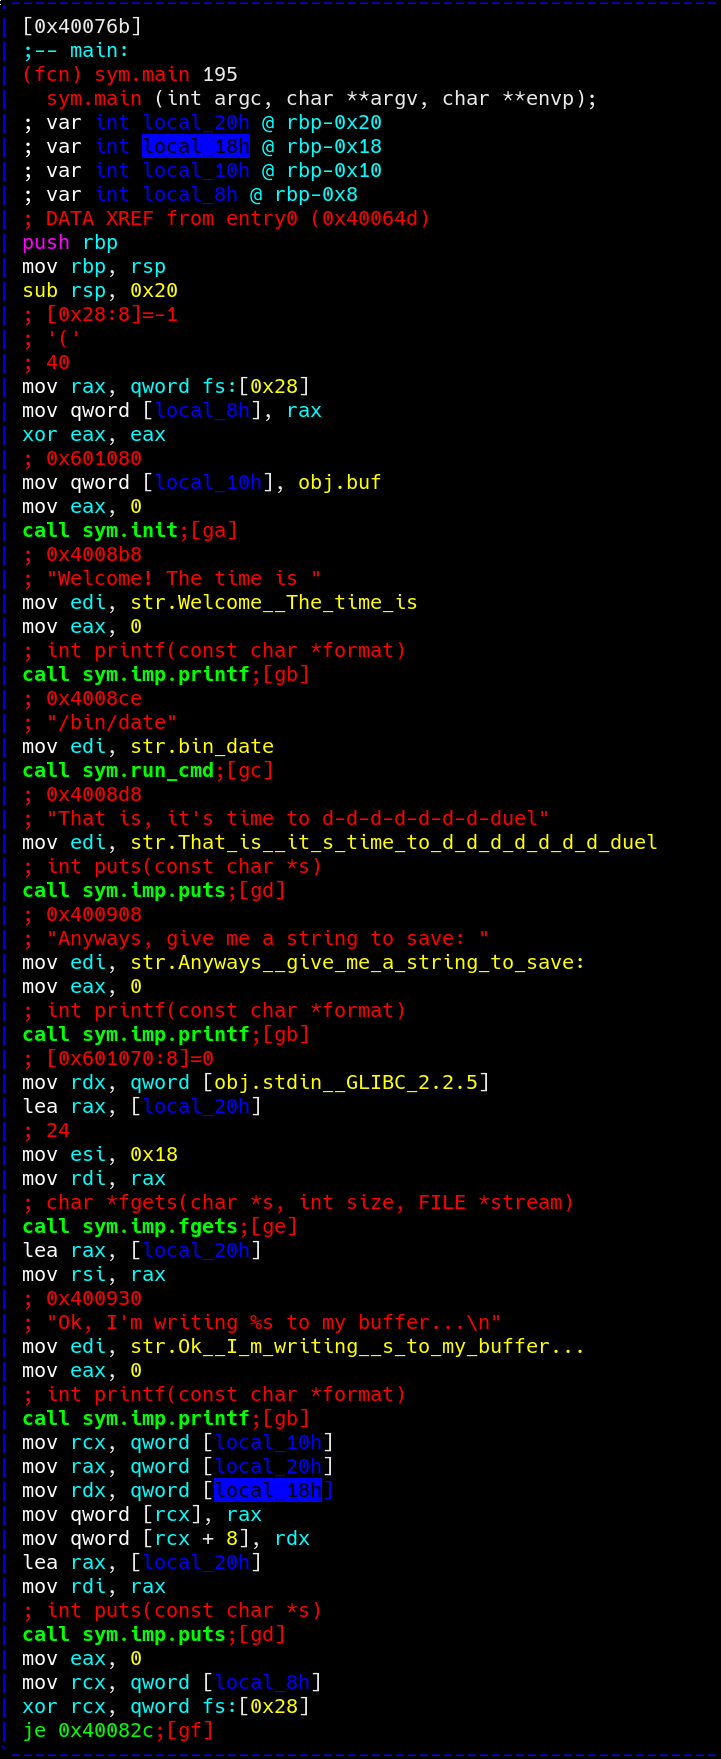 [0x40076b]
;-- main:
(fcn) sym.main 195
sym.main (int argc, char **argv, char **envp);
; var int local_20h @ rbp-0x20
; var int local_18h @ rbp-0x18
; var int local_10h @ rbp-0x10
; var int local_8h @ rbp-0x8
; DATA XREF from entry0 (0x40064d)
push rbp
mov rbp, rsp
sub rsp, 0x20
; [0x28:8]=-1
; '('
; 40
mov rax, qword fs:[0x28]
mov qword [local_8h], rax
xor eax, eax
; 0x601080
mov qword [local_10h], obj.buf
mov eax, 0
call sym.init;[ga]
; 0x4008b8
; "Welcome! The time is "
mov edi, str.Welcome__The_time_is
mov eax, 0
; int printf(const char *format)
call sym.imp.printf;[gb]
; 0x4008ce
; "/bin/date"
mov edi, str.bin_date
call sym.run_cmd;[gc]
; 0x4008d8
; "That is, it's time to d-d-d-d-d-d-d-duel"
mov edi, str.That_is__it_s_time_to_d_d_d_d_d_d_d_duel
; int puts(const char *s)
call sym.imp.puts;[gd]
; 0x400908
; "Anyways, give me a string to save: "
mov edi, str.Anyways__give_me_a_string_to_save:
mov eax, 0
; int printf(const char *format)
call sym.imp.printf;[gb]
; [0x601070:8]=0
mov rdx, qword [obj.stdin__GLIBC_2.2.5]
lea rax, [local_20h]
; 24
mov esi, 0x18
mov rdi, rax
; char *fgets(char *s, int size, FILE *stream)
call sym.imp.fgets;[ge]
lea rax, [local_20h]
mov rsi, rax
; 0x400930
; "Ok, I'm writing %s to my buffer...\n"
mov edi, str.Ok__I_m_writing__s_to_my_buffer...
mov eax, 0
; int printf(const char *format)
call sym.imp.printf;[gb]
mov rcx, qword [local_10h]
mov rax, qword [local_20h]
mov rdx, qword [local_18h]
mov qword [rcx], rax
mov qword [rcx + 8], rdx
lea rax, [local_20h]
mov rdi, rax
; int puts(const char *s)
call sym.imp.puts;[gd]
mov eax, 0
mov rcx, qword [local_8h]
xor rcx, qword fs:[0x28]
je 0x40082c;[gf]